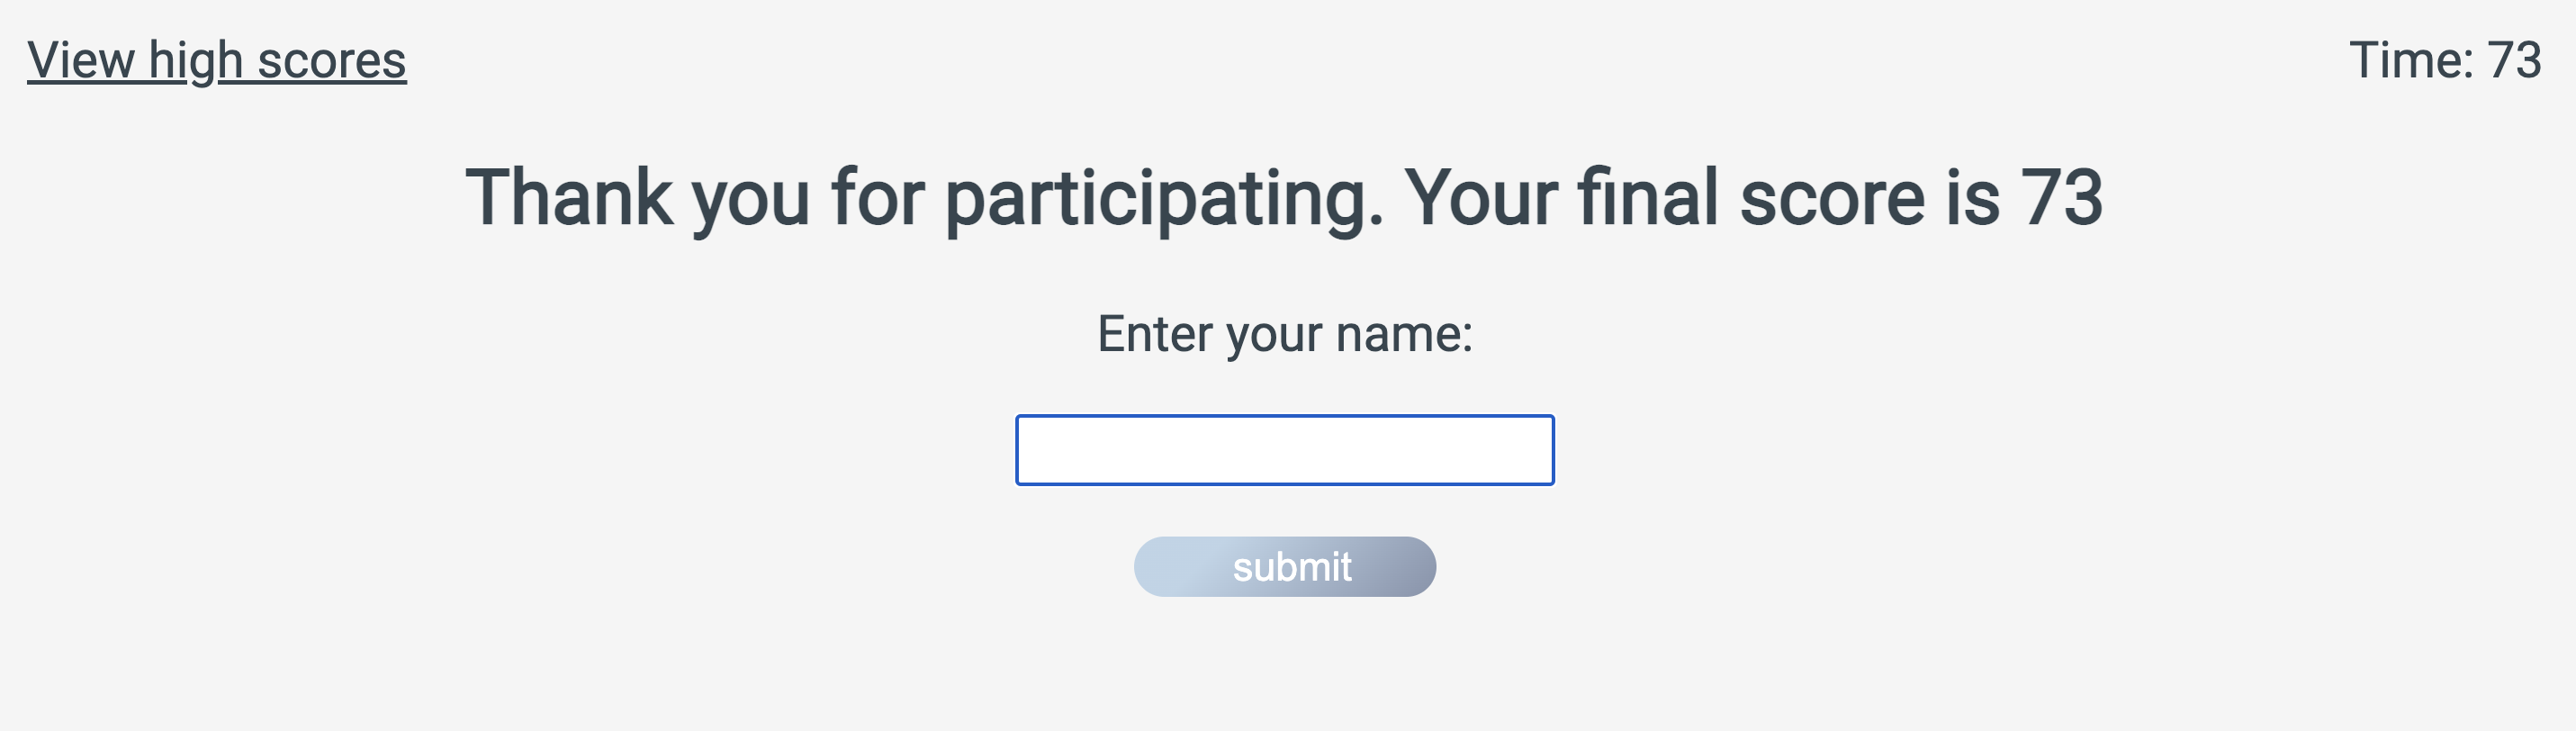 View high scores
Time: 73
Thank you for participating. Your final score is 73
Enter your name:
submit